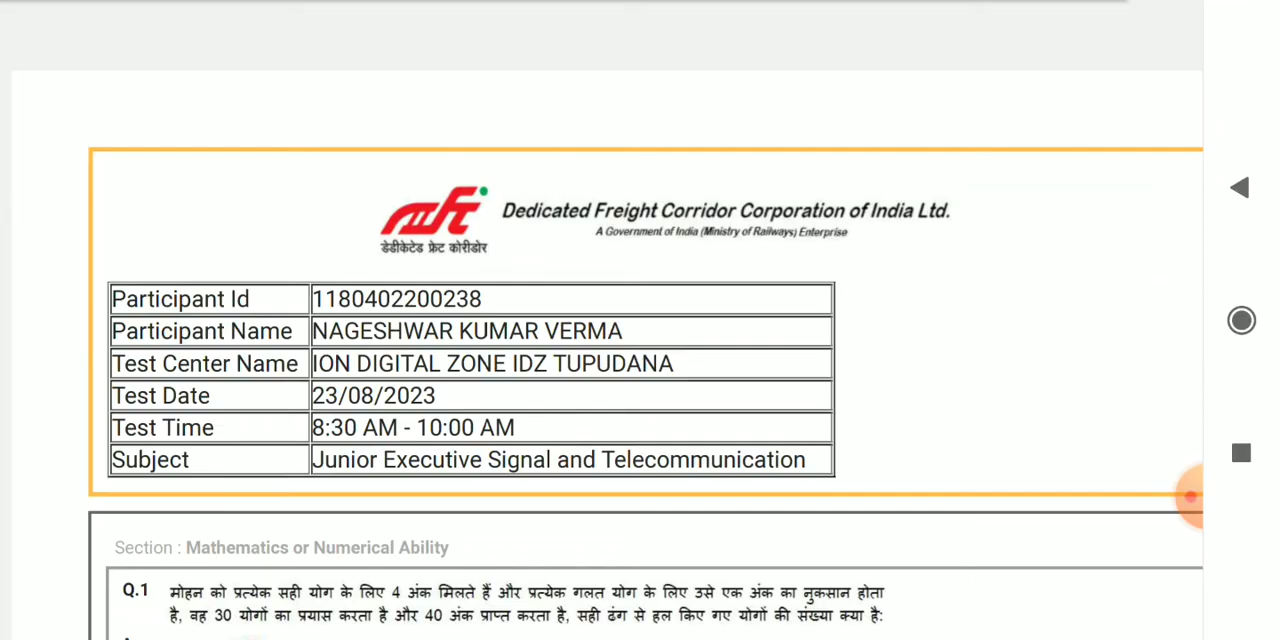 Dedicated Freight Corridor Corporation of India Ltd.
A Government of India (Ministry of Railways) Enterprise
डेडीकेटेड फ्रेट कोरीडोर
Participant Id 1180402200238
Participant Name NAGESHWAR KUMAR VERMA
Test Center Name ION DIGITAL ZONE IDZ TUPUDANA
Test Date 23/08/2023
Test Time 8:30 AM - 10:00 AM
Subject Junior Executive Signal and Telecommunication
Section : Mathematics or Numerical Ability
Q.1 मोहन को प्रत्येक सही योग के लिए 4 अंक मिलते हैं और प्रत्येक गलत योग के लिए उसे एक अंक का नुकसान होता
है, वह 30 योगों का प्रयास करता है और 40 अंक प्राप्त करता है, सही ढंग से हल किए गए योगों की संख्या क्या है: